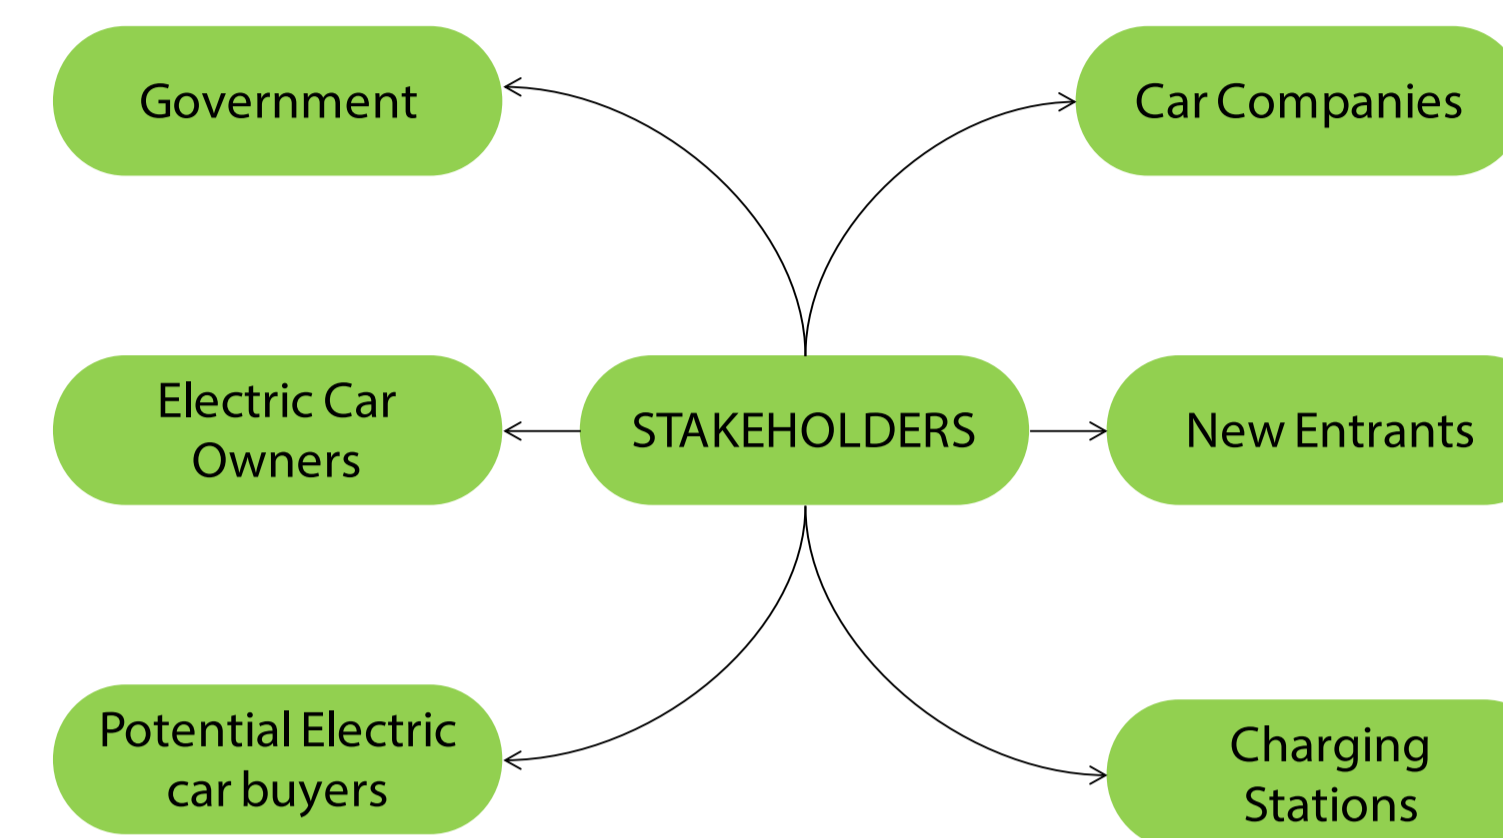 Government
Car Companies
Electric Car
Owners
STAKEHOLDERS
New Entrants
Potential Electric
car buyers
Charging
Stations